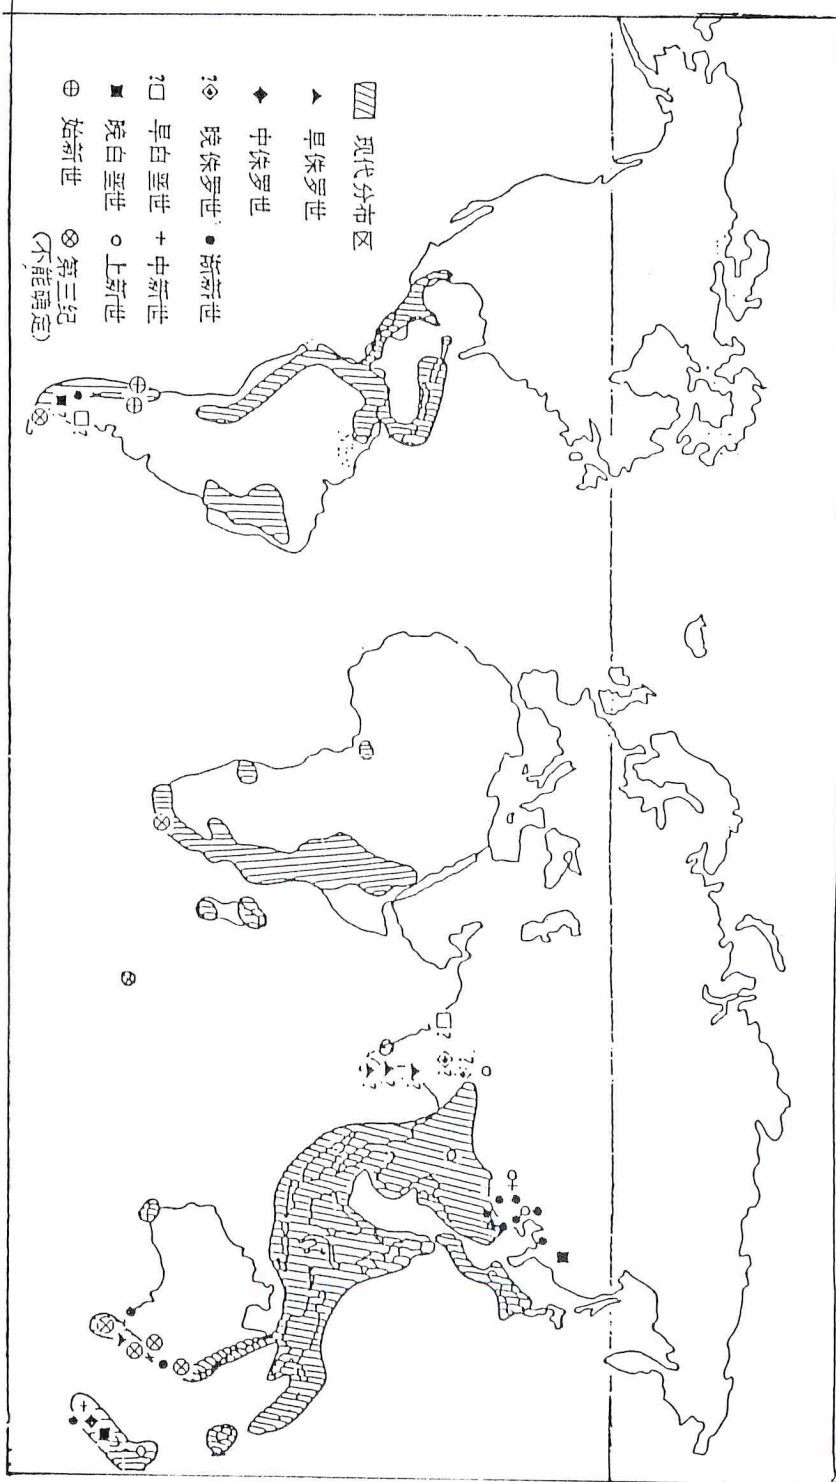 现代分布区
早侏罗世
中侏罗世
? 晚侏罗世 渐新世
? 早白垩世 + 中新世
晚白垩世 ○ 上新世
⊕ 始新世 ⊗ 第三纪
(不能确定)